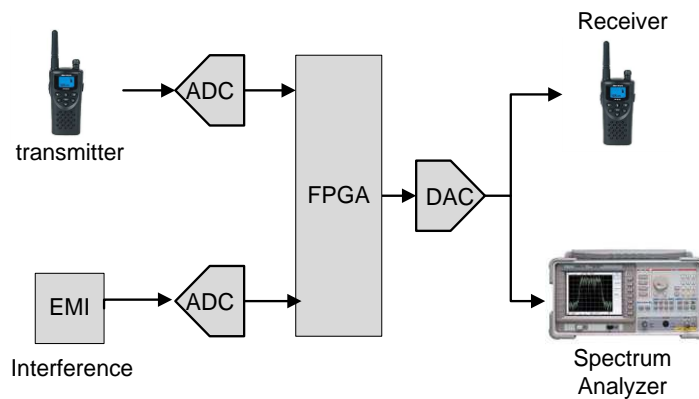 Receiver
ADC
transmitter
FPGA
DAC
EMI
ADC
Interference
Spectrum
Analyzer